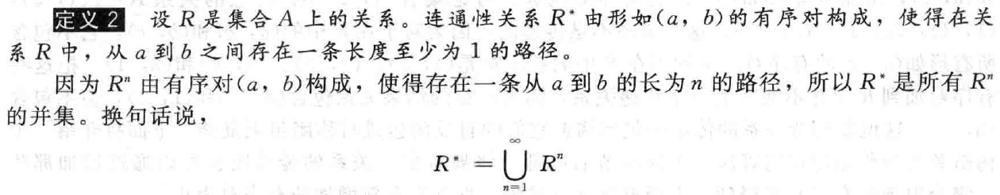 定义2 设 R 是集合 A 上的关系。连通性关系 R* 由形如(a, b)的有序对构成，使得在关
系 R 中，从 a 到 b 之间存在一条长度至少为 1 的路径。
因为 Rⁿ 由有序对(a, b)构成，使得存在一条从 a 到 b 的长为 n 的路径，所以 R* 是所有 Rⁿ
的并集。换句话说，
R* = ⋃_{n=1}^{∞} Rⁿ